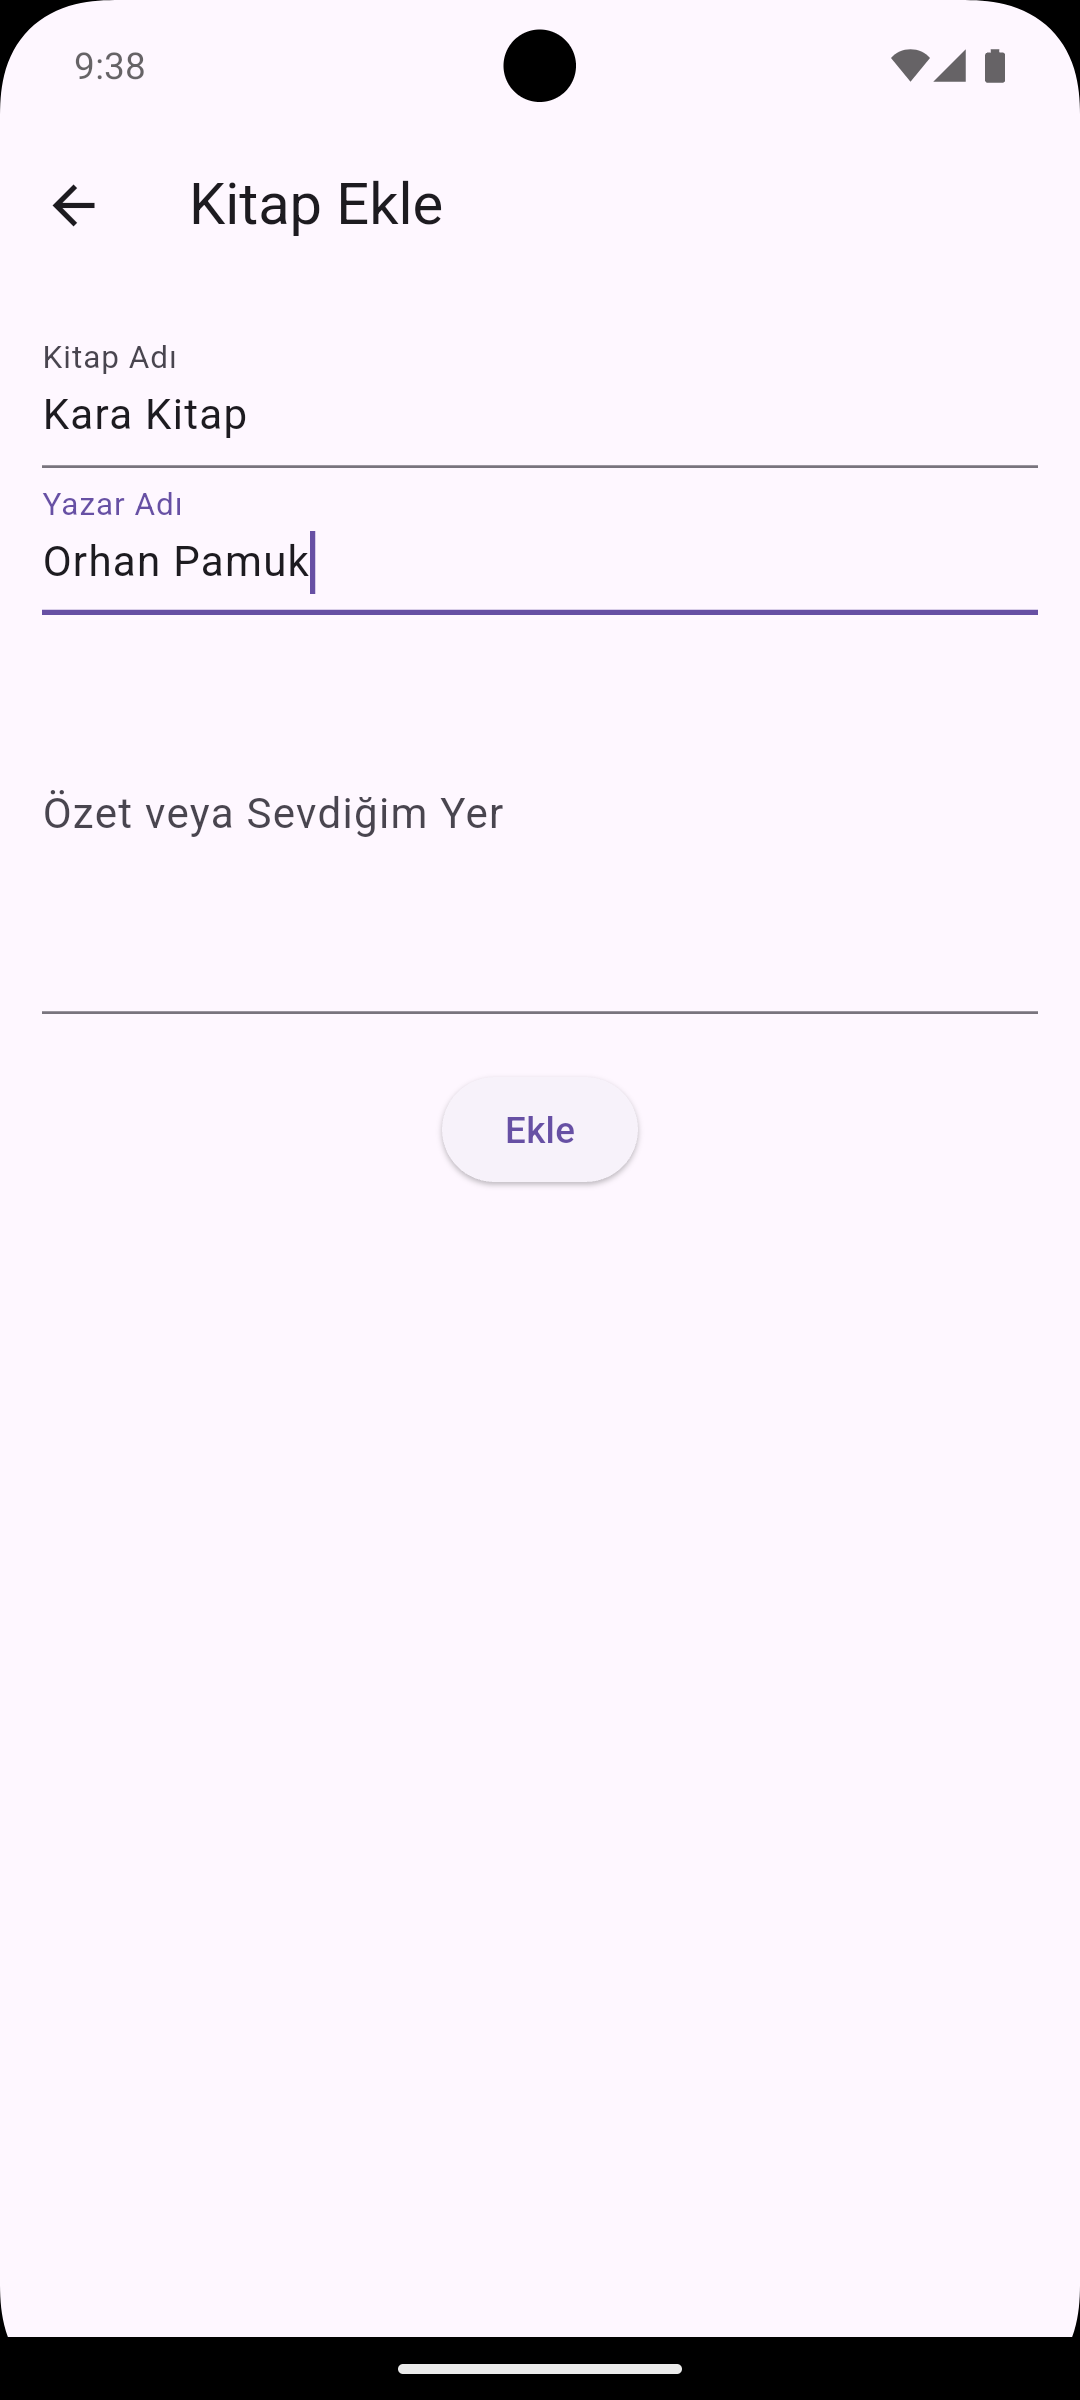 9:38
Kitap Ekle
Kitap Adı
Kara Kitap
Yazar Adı
Orhan Pamuk
Özet veya Sevdiğim Yer
Ekle